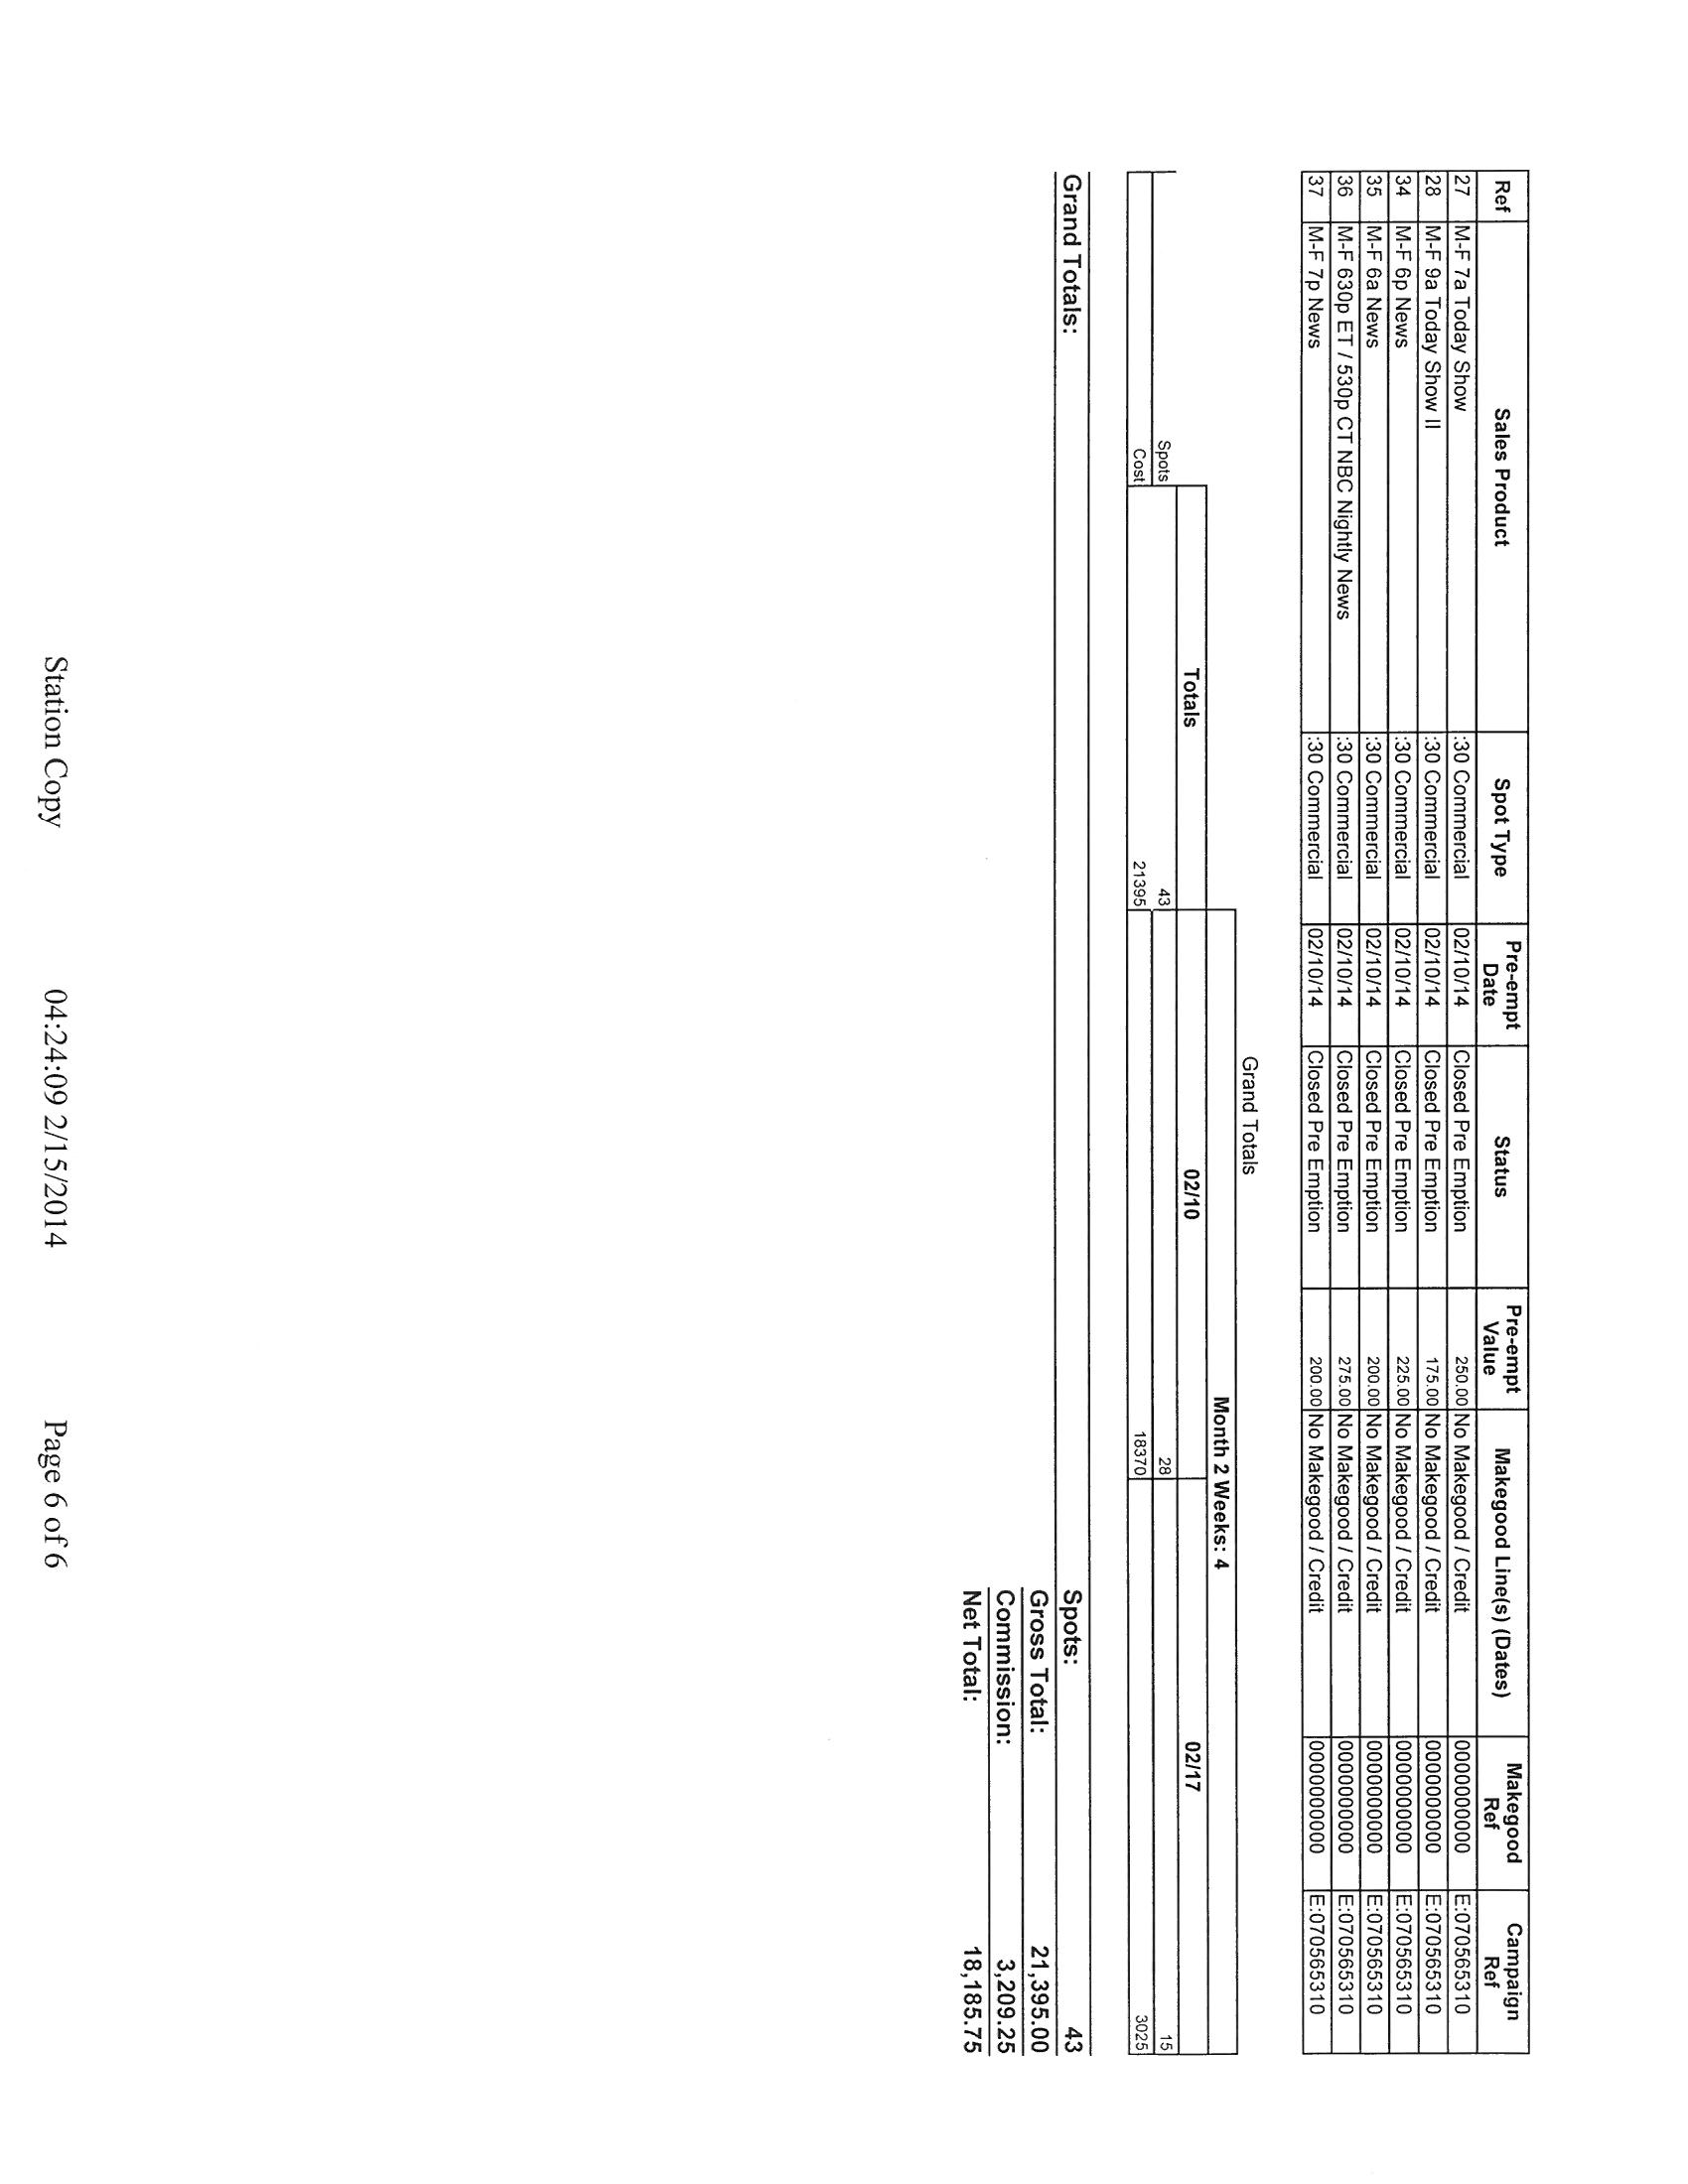 Ref Sales Product Spot Type Pre-empt Date Status Pre-empt Value Makegood Line(s) (Dates) Makegood Ref Campaign Ref
27 M-F 7a Today Show :30 Commercial 02/10/14 Closed Pre Emption 250.00 No Makegood / Credit 0000000000 E:070565310
28 M-F 9a Today Show II :30 Commercial 02/10/14 Closed Pre Emption 175.00 No Makegood / Credit 0000000000 E:070565310
34 M-F 6p News :30 Commercial 02/10/14 Closed Pre Emption 225.00 No Makegood / Credit 0000000000 E:070565310
35 M-F 6a News :30 Commercial 02/10/14 Closed Pre Emption 200.00 No Makegood / Credit 0000000000 E:070565310
36 M-F 630p ET / 530p CT NBC Nightly News :30 Commercial 02/10/14 Closed Pre Emption 275.00 No Makegood / Credit 0000000000 E:070565310
37 M-F 7p News :30 Commercial 02/10/14 Closed Pre Emption 200.00 No Makegood / Credit 0000000000 E:070565310
Grand Totals
Month 2 Weeks: 4
Totals 02/10 02/17
Spots 43 28 15
Cost 21395 18370 3025
Grand Totals: Spots: 43
Gross Total: 21,395.00
Commission: 3,209.25
Net Total: 18,185.75
Station Copy 04:24:09 2/15/2014 Page 6 of 6